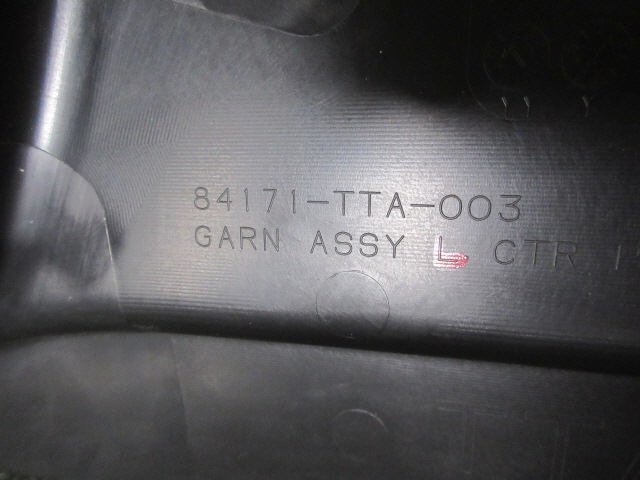 84171-TTA-003
GARN ASSY L CTR